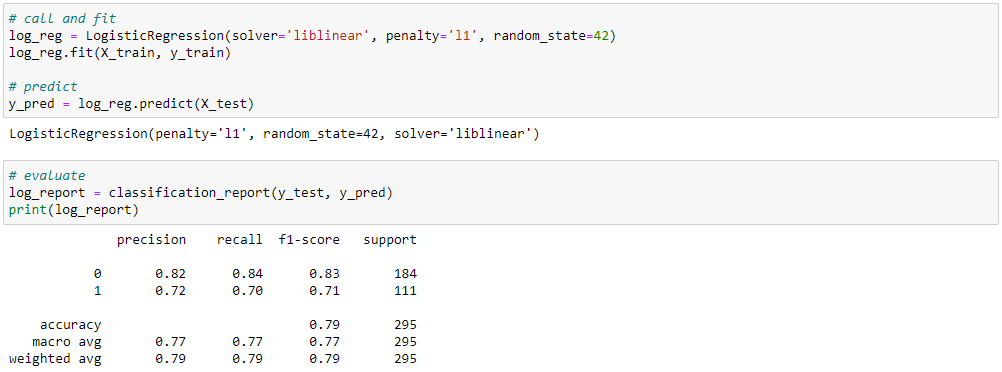 # call and fit
log_reg = LogisticRegression(solver='liblinear', penalty='l1', random_state=42)
log_reg.fit(X_train, y_train)
# predict
y_pred = log_reg.predict(X_test)
LogisticRegression(penalty='l1', random_state=42, solver='liblinear')
# evaluate
log_report = classification_report(y_test, y_pred)
print(log_report)
precision recall f1-score support
0 0.82 0.84 0.83 184
1 0.72 0.70 0.71 111
accuracy 0.79 295
macro avg 0.77 0.77 0.77 295
weighted avg 0.79 0.79 0.79 295